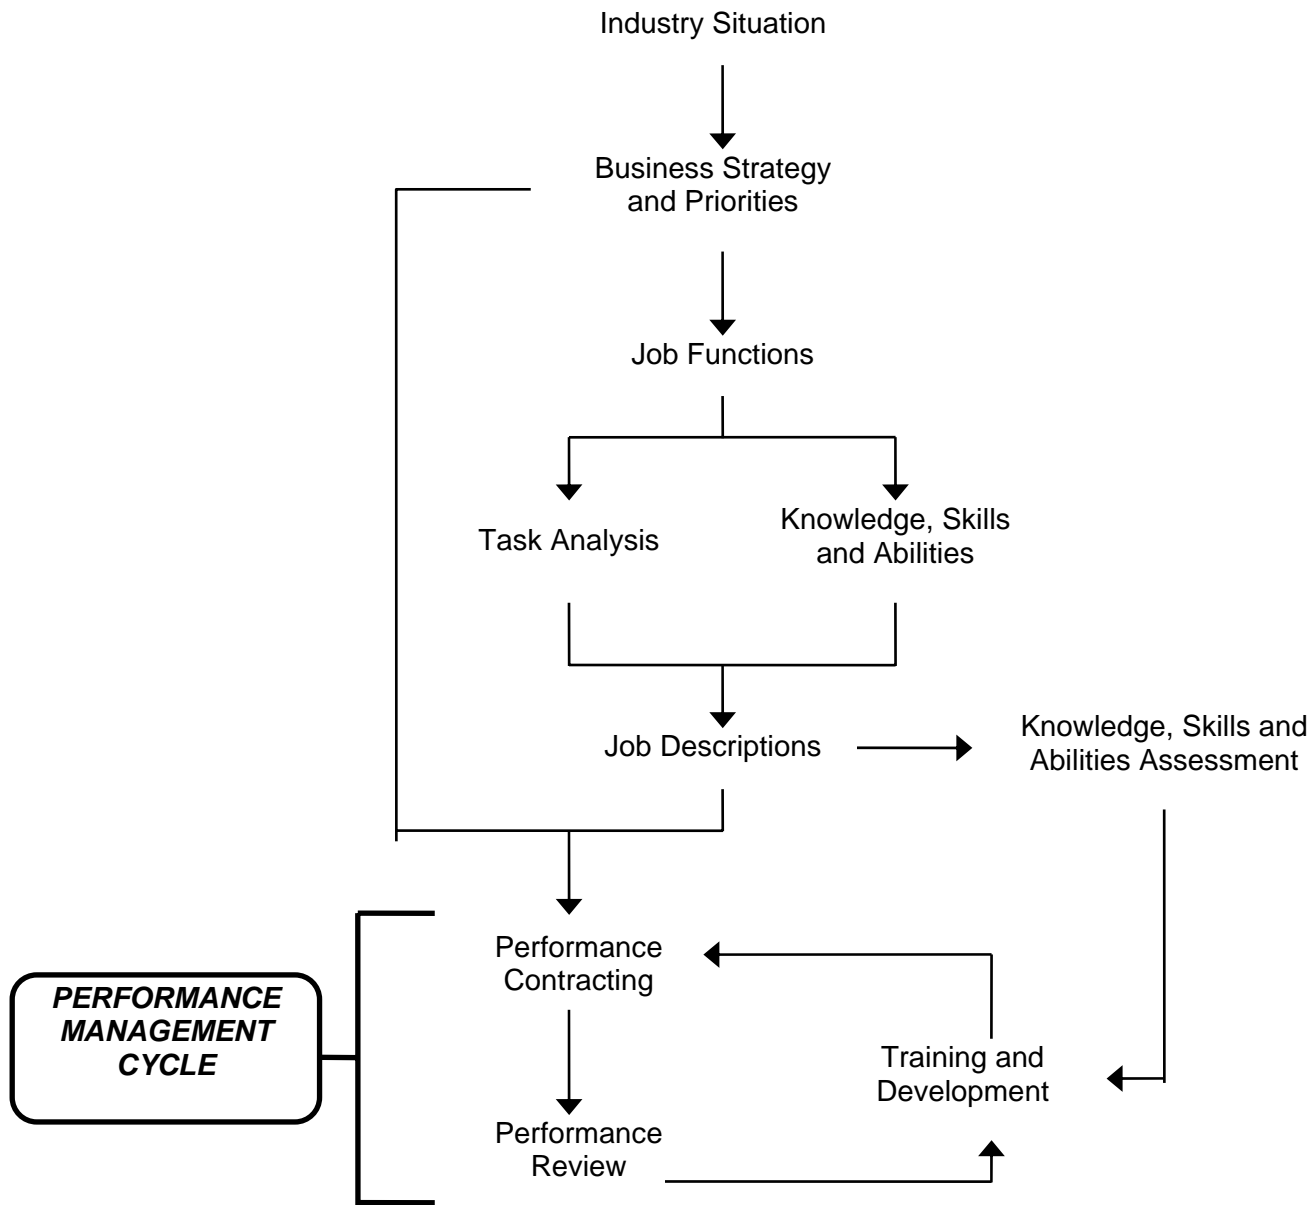 Industry Situation
Business Strategy
and Priorities
Job Functions
Task Analysis
Knowledge, Skills
and Abilities
Job Descriptions
Knowledge, Skills and
Abilities Assessment
Performance
Contracting
PERFORMANCE
MANAGEMENT
CYCLE
Training and
Development
Performance
Review